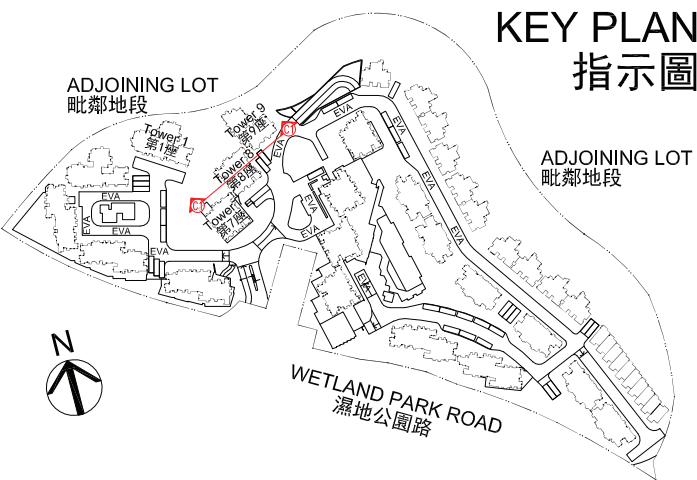 KEY PLAN
指示圖
ADJOINING LOT
毗鄰地段
Tower 1
第1座
Tower 9
第9座
Tower 8
第8座
Tower 7
第7座
C1
C1
ADJOINING LOT
毗鄰地段
EVA
EVA
EVA
EVA
EVA
EVA
EVA
EVA
EVA
EVA
EVA
N
WETLAND PARK ROAD
濕地公園路